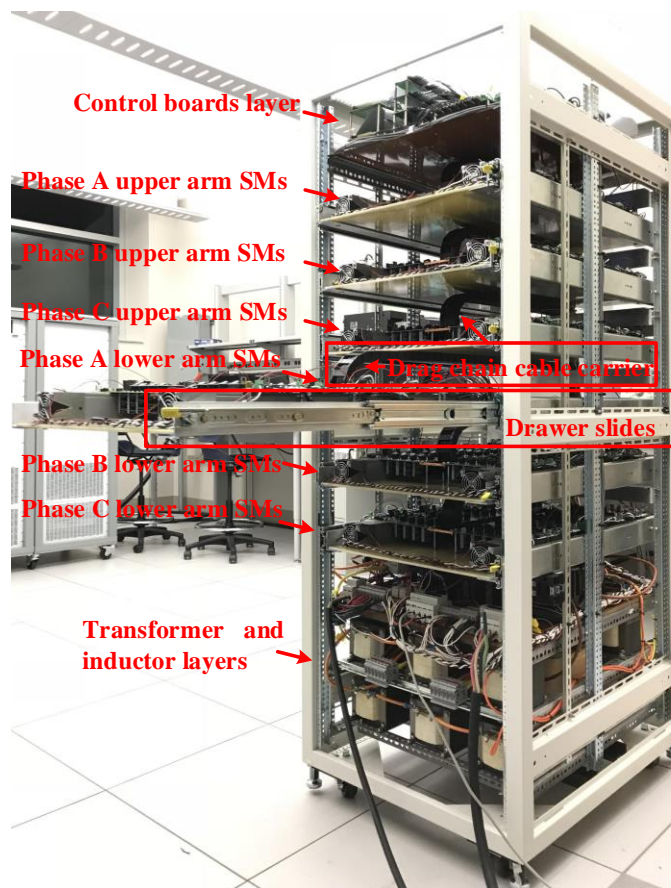 Control boards layer
Phase A upper arm SMs
Phase B upper arm SMs
Phase C upper arm SMs
Phase A lower arm SMs
Drag chain cable carrier
Drawer slides
Phase B lower arm SMs
Phase C lower arm SMs
Transformer and
inductor layers